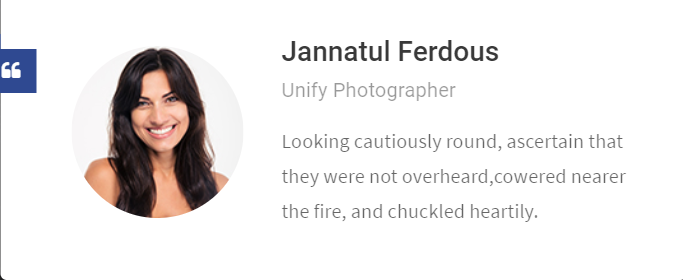 Jannatul Ferdous
Unify Photographer
Looking cautiously round, ascertain that
they were not overheard,cowered nearer
the fire, and chuckled heartily.